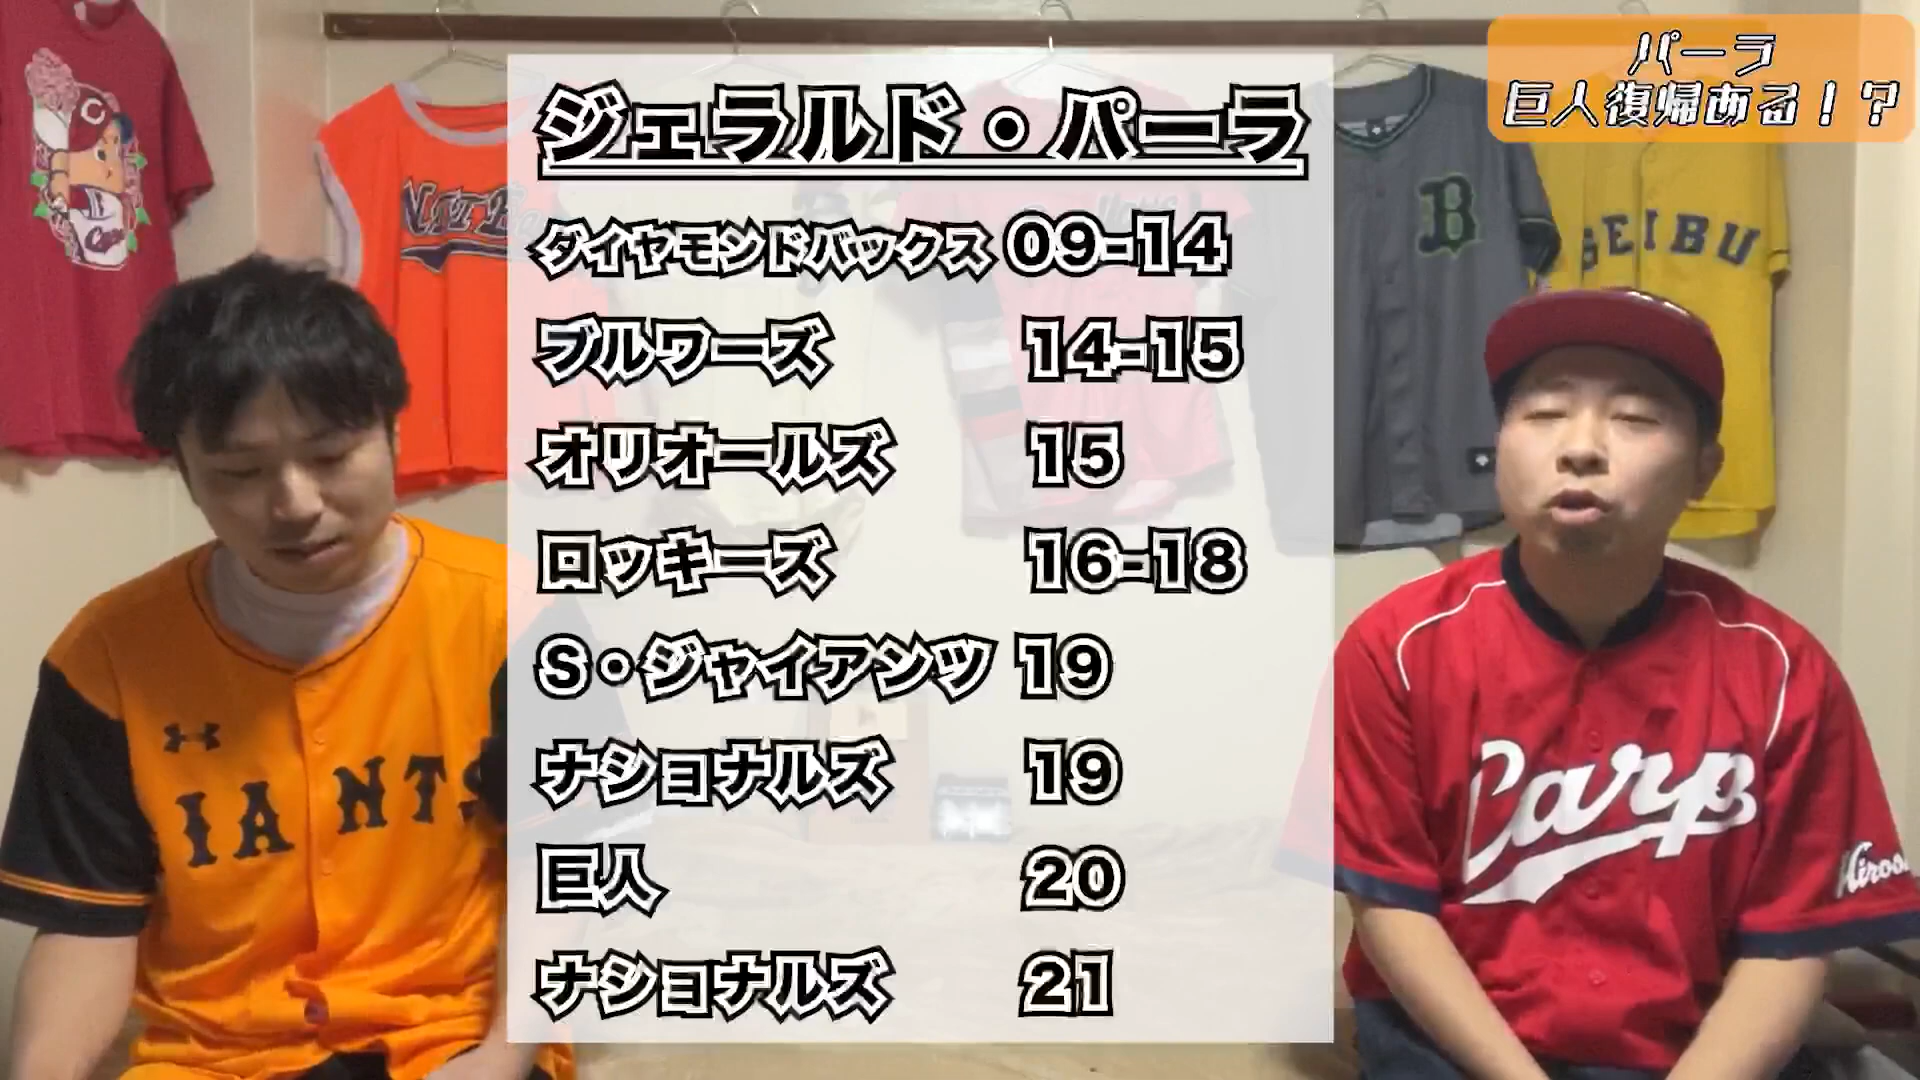 パーラ
巨人復帰ある！？
ジェラルド・パーラ
ダイヤモンドバックス 09-14
ブルワーズ 14-15
オリオールズ 15
ロッキーズ 16-18
S・ジャイアンツ 19
ナショナルズ 19
巨人 20
ナショナルズ 21
C
B
SEIBU
IANTS
Carp